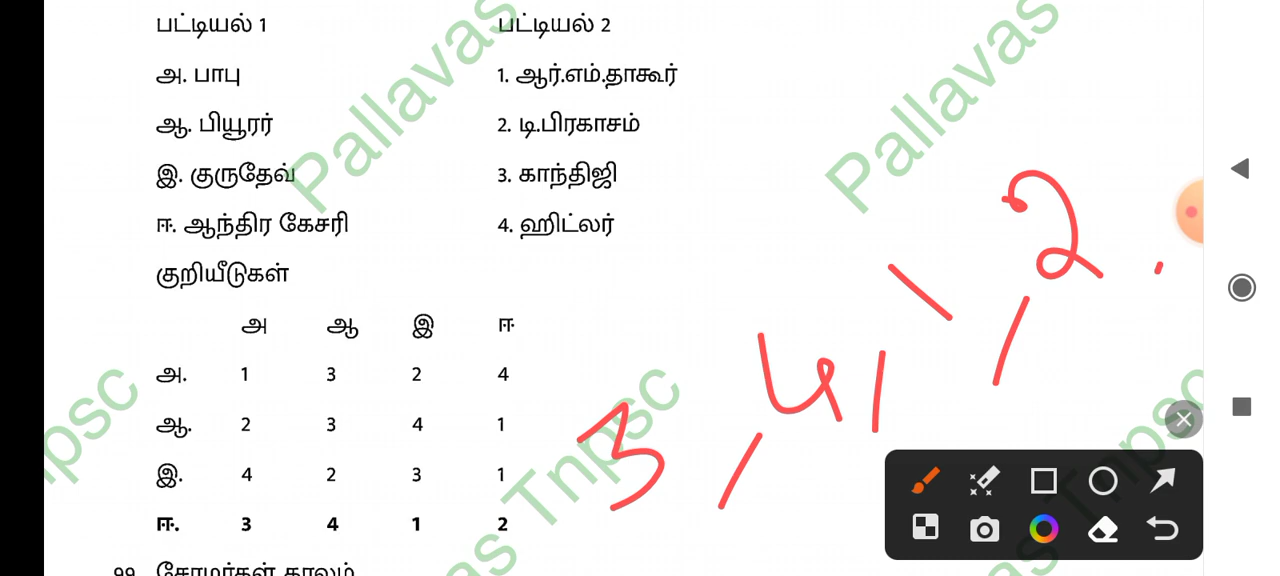 பட்டியல் 1 பட்டியல் 2
அ. பாபு 1. ஆர்.எம்.தாகூர்
ஆ. பியூரர் 2. டி.பிரகாசம்
இ. குருதேவ் 3. காந்திஜி
ஈ. ஆந்திர கேசரி 4. ஹிட்லர்
குறியீடுகள்
அ ஆ இ ஈ
அ. 1 3 2 4
ஆ. 2 3 4 1
இ. 4 2 3 1
ஈ. 3 4 1 2
3, 4, 1, 2.
Pallavas
Pallavas
Tnpsc
Tnpsc
Tnpsc